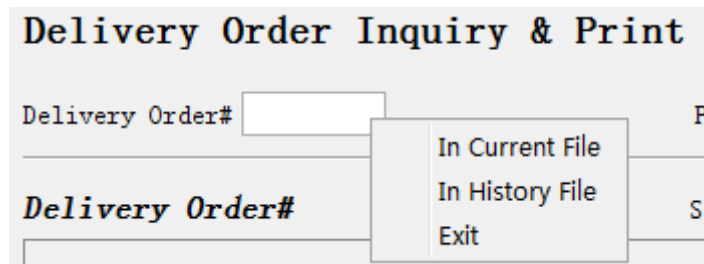 Delivery Order Inquiry & Print
Delivery Order#
In Current File
In History File
Exit
Delivery Order#
S